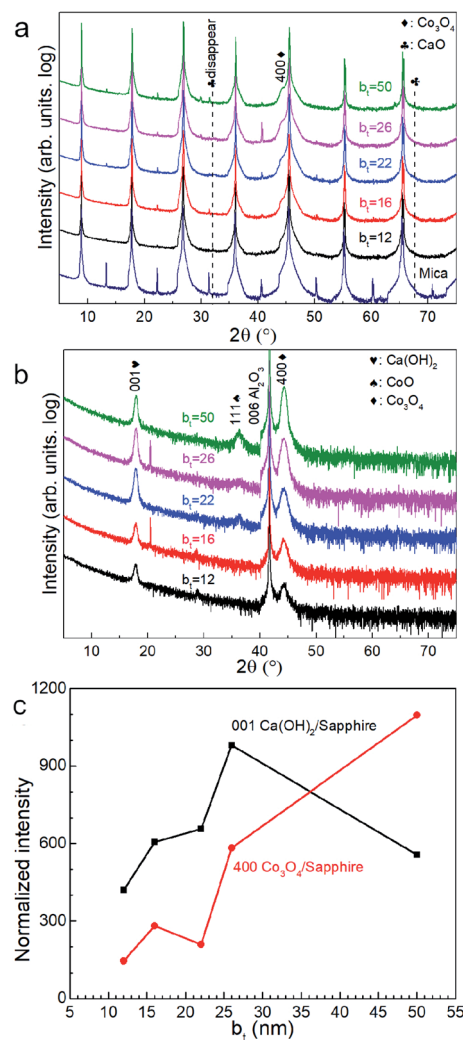 a
♦: Co₃O₄
♣: CaO
♣disappear
400♦
♣
bₜ=50
bₜ=26
bₜ=22
bₜ=16
bₜ=12
Mica
Intensity (arb. units. log)
10 20 30 40 50 60 70
2θ (°)
b
♥: Ca(OH)₂
♠: CoO
♦: Co₃O₄
001♥
111♠
006 Al₂O₃
400♦
bₜ=50
bₜ=26
bₜ=22
bₜ=16
bₜ=12
Intensity (arb. units. log)
10 20 30 40 50 60 70
2θ (°)
c
1200
900
600
300
0
Normalized intensity
001 Ca(OH)₂/Sapphire
400 Co₃O₄/Sapphire
5 10 15 20 25 30 35 40 45 50 55
bₜ (nm)